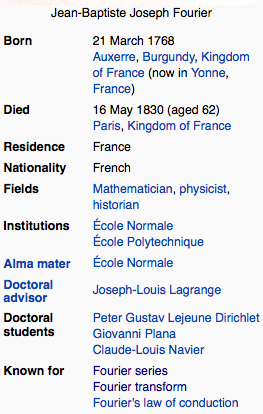 Jean-Baptiste Joseph Fourier
Born 21 March 1768
Auxerre, Burgundy, Kingdom
of France (now in Yonne,
France)
Died 16 May 1830 (aged 62)
Paris, Kingdom of France
Residence France
Nationality French
Fields Mathematician, physicist,
historian
Institutions École Normale
École Polytechnique
Alma mater École Normale
Doctoral advisor Joseph-Louis Lagrange
Doctoral students Peter Gustav Lejeune Dirichlet
Giovanni Plana
Claude-Louis Navier
Known for Fourier series
Fourier transform
Fourier's law of conduction